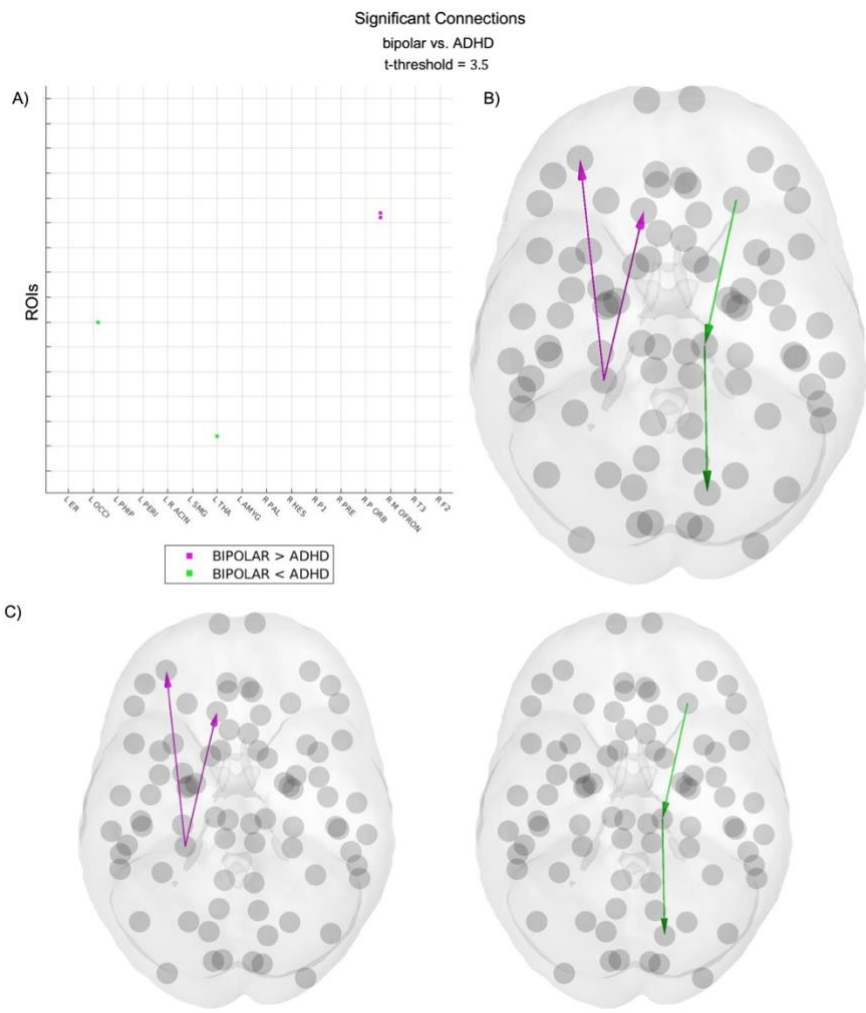 Significant Connections
bipolar vs. ADHD
t-threshold = 3.5
A)
B)
ROIs
L ER
L OCCI
L PHIP
L PERI
L R ACIN
L SMG
L THA
L AMYG
R PAL
R HES
R P1
R PRE
R P ORB
R M OFRON
R T3
R F2
BIPOLAR > ADHD
BIPOLAR < ADHD
C)